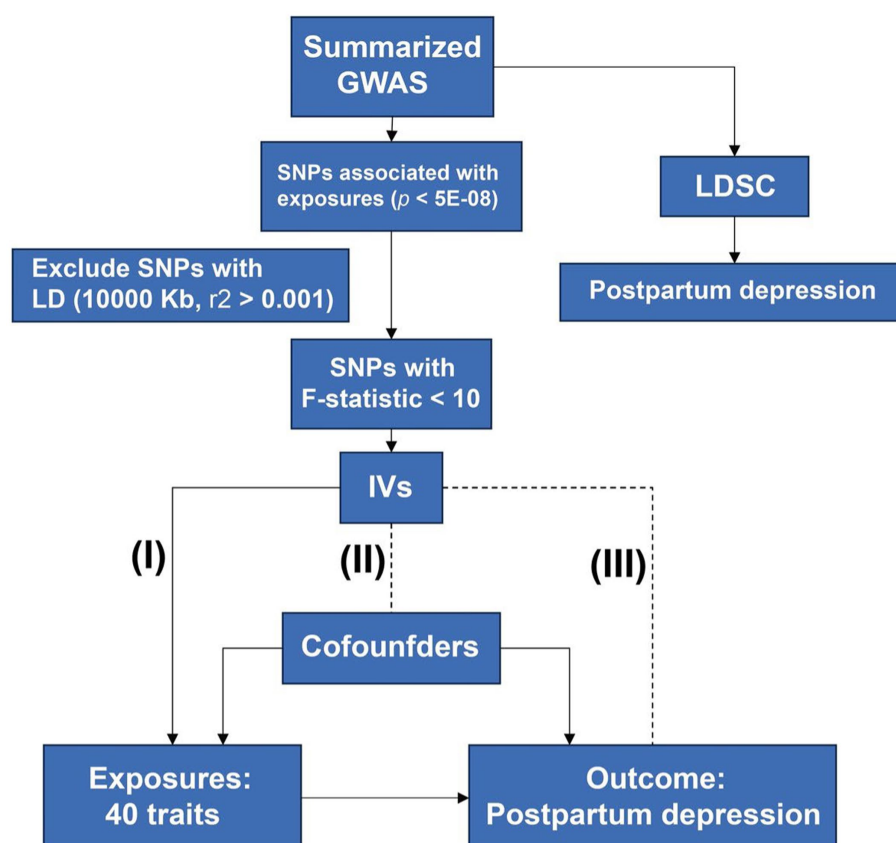 Summarized
GWAS
SNPs associated with
exposures (p < 5E-08)
LDSC
Exclude SNPs with
LD (10000 Kb, r2 > 0.001)
Postpartum depression
SNPs with
F-statistic < 10
IVs
(I)
(II)
(III)
Cofounfders
Exposures:
40 traits
Outcome:
Postpartum depression